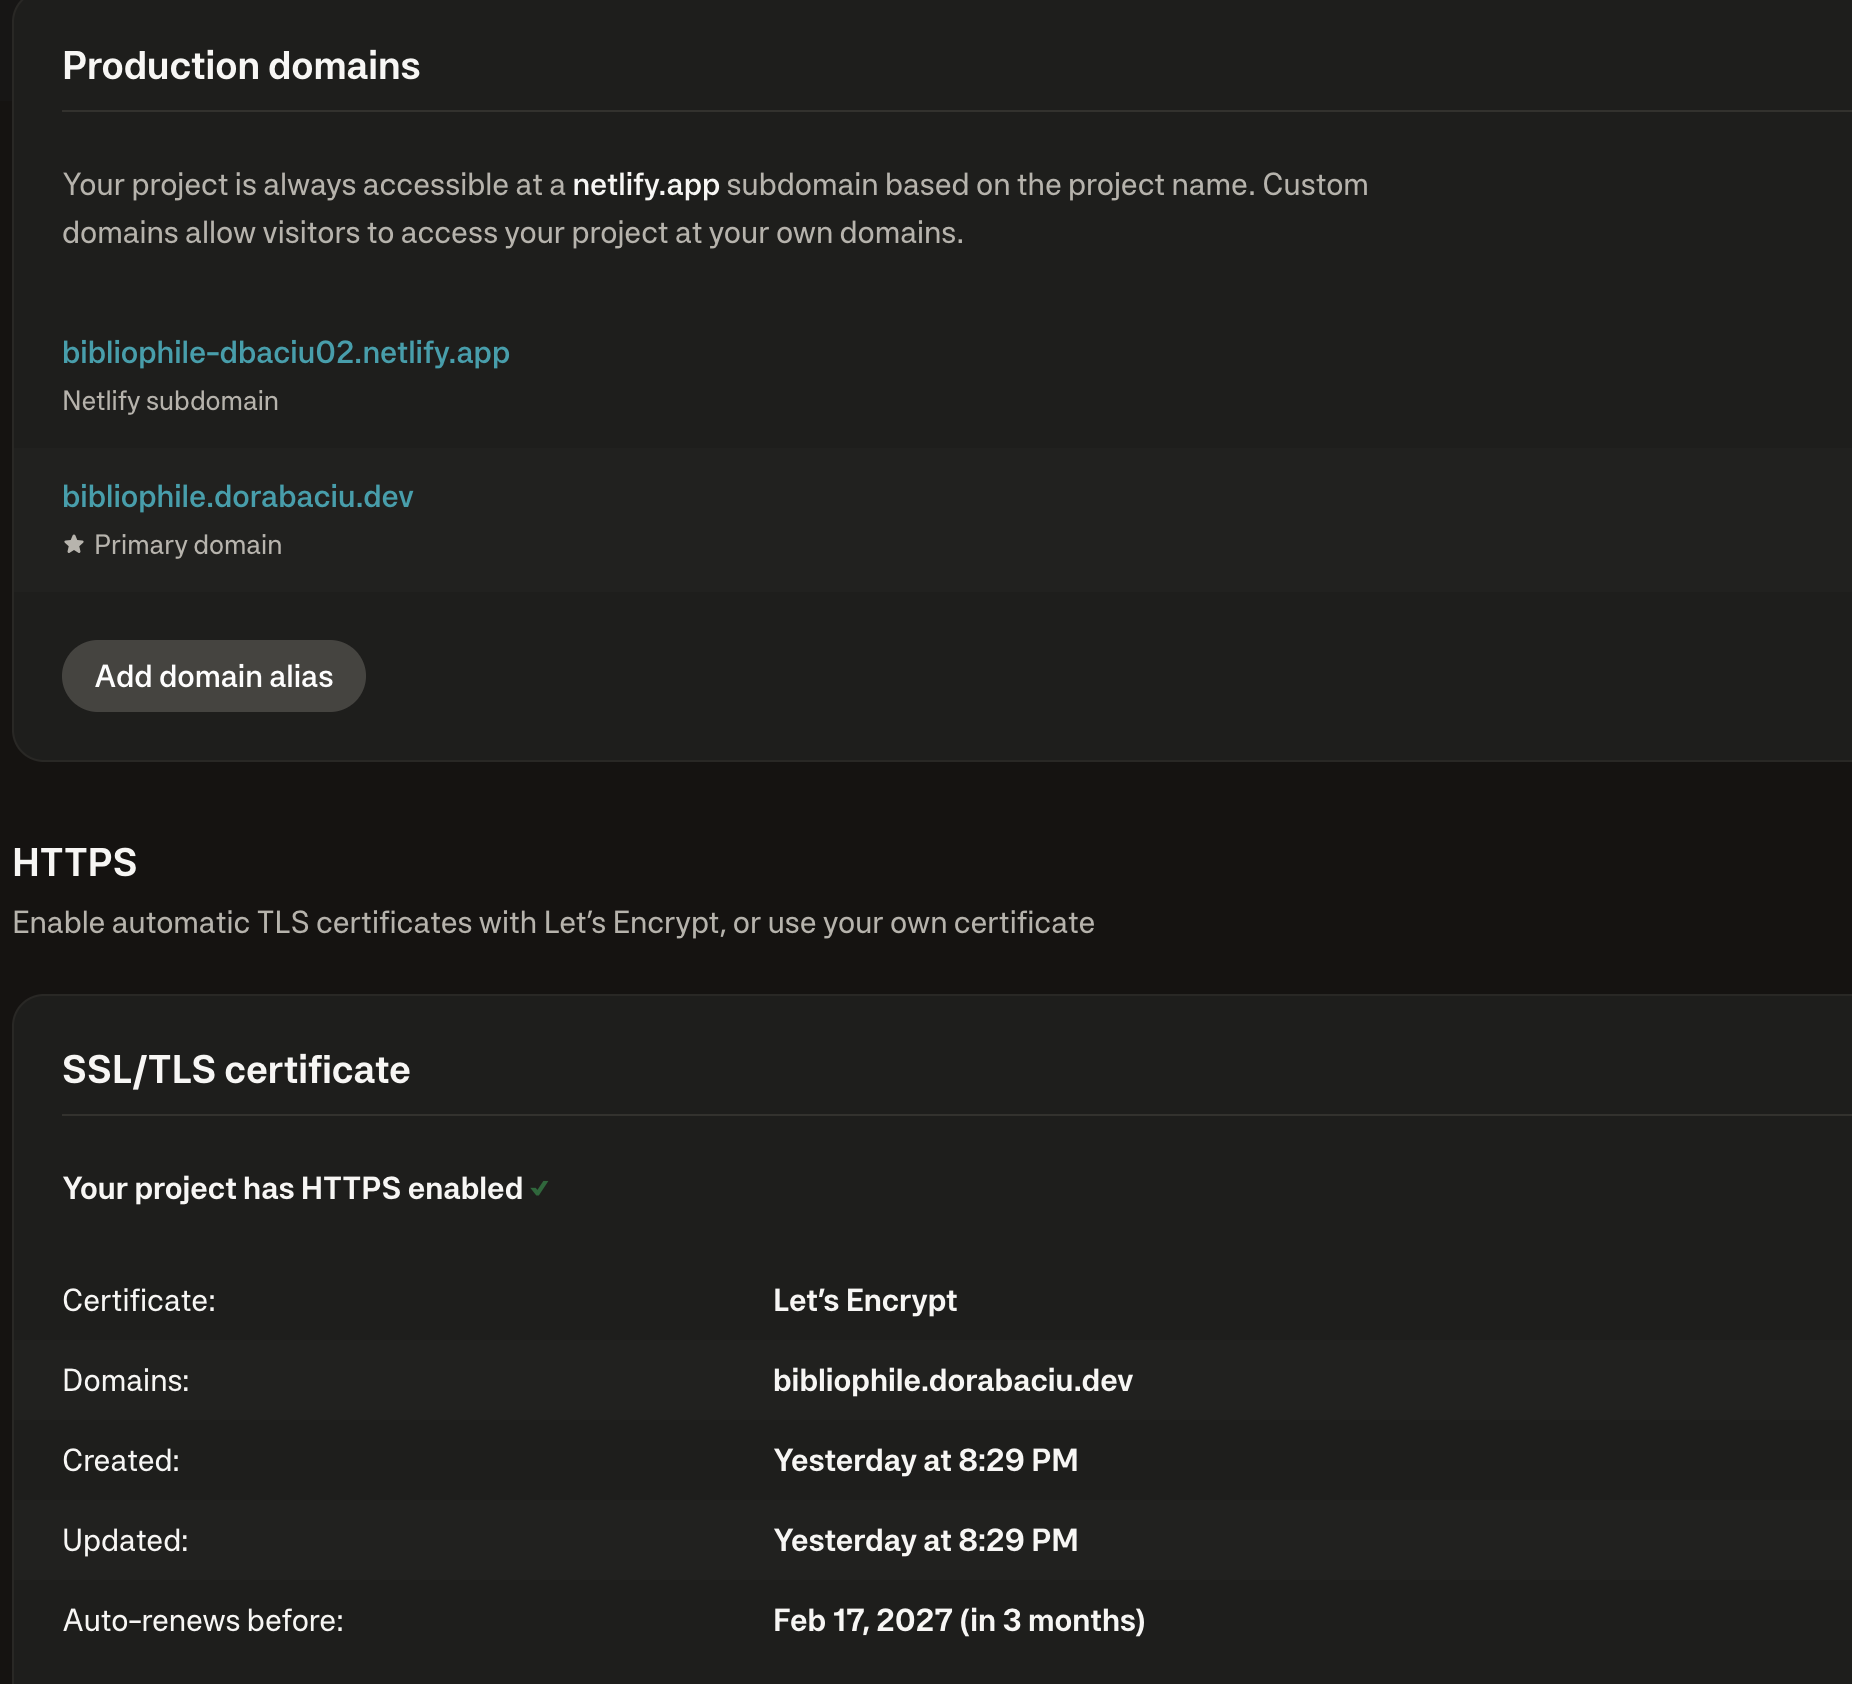 Production domains
Your project is always accessible at a netlify.app subdomain based on the project name. Custom
domains allow visitors to access your project at your own domains.
bibliophile-dbaciu02.netlify.app
Netlify subdomain
bibliophile.dorabaciu.dev
★ Primary domain
Add domain alias
HTTPS
Enable automatic TLS certificates with Let’s Encrypt, or use your own certificate
SSL/TLS certificate
Your project has HTTPS enabled ✓
Certificate: Let’s Encrypt
Domains: bibliophile.dorabaciu.dev
Created: Yesterday at 8:29 PM
Updated: Yesterday at 8:29 PM
Auto-renews before: Feb 17, 2027 (in 3 months)